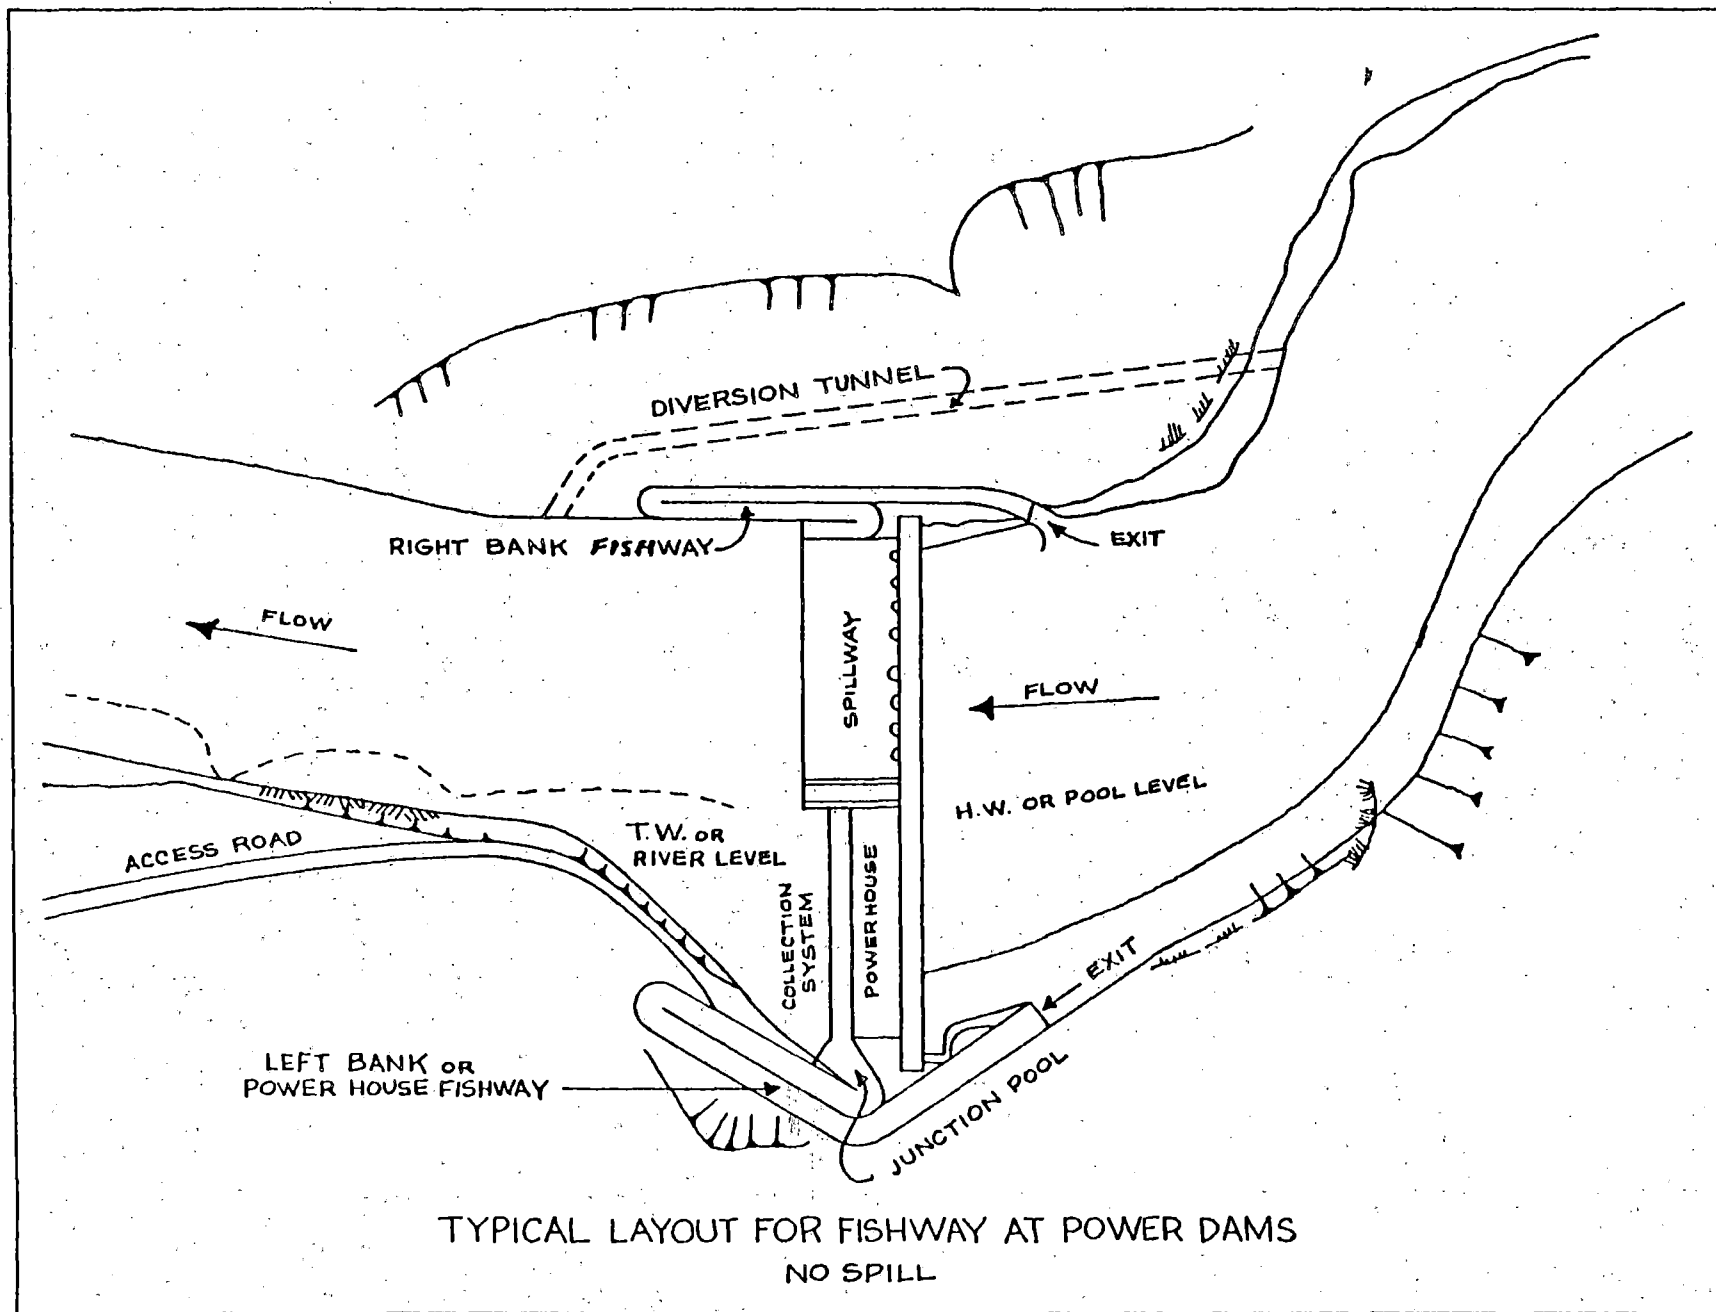 DIVERSION TUNNEL
RIGHT BANK FISHWAY
EXIT
FLOW
SPILLWAY
FLOW
H.W. OR POOL LEVEL
ACCESS ROAD
T.W. OR
RIVER LEVEL
COLLECTION
SYSTEM
POWERHOUSE
EXIT
LEFT BANK OR
POWER HOUSE FISHWAY
JUNCTION POOL
TYPICAL LAYOUT FOR FISHWAY AT POWER DAMS
NO SPILL